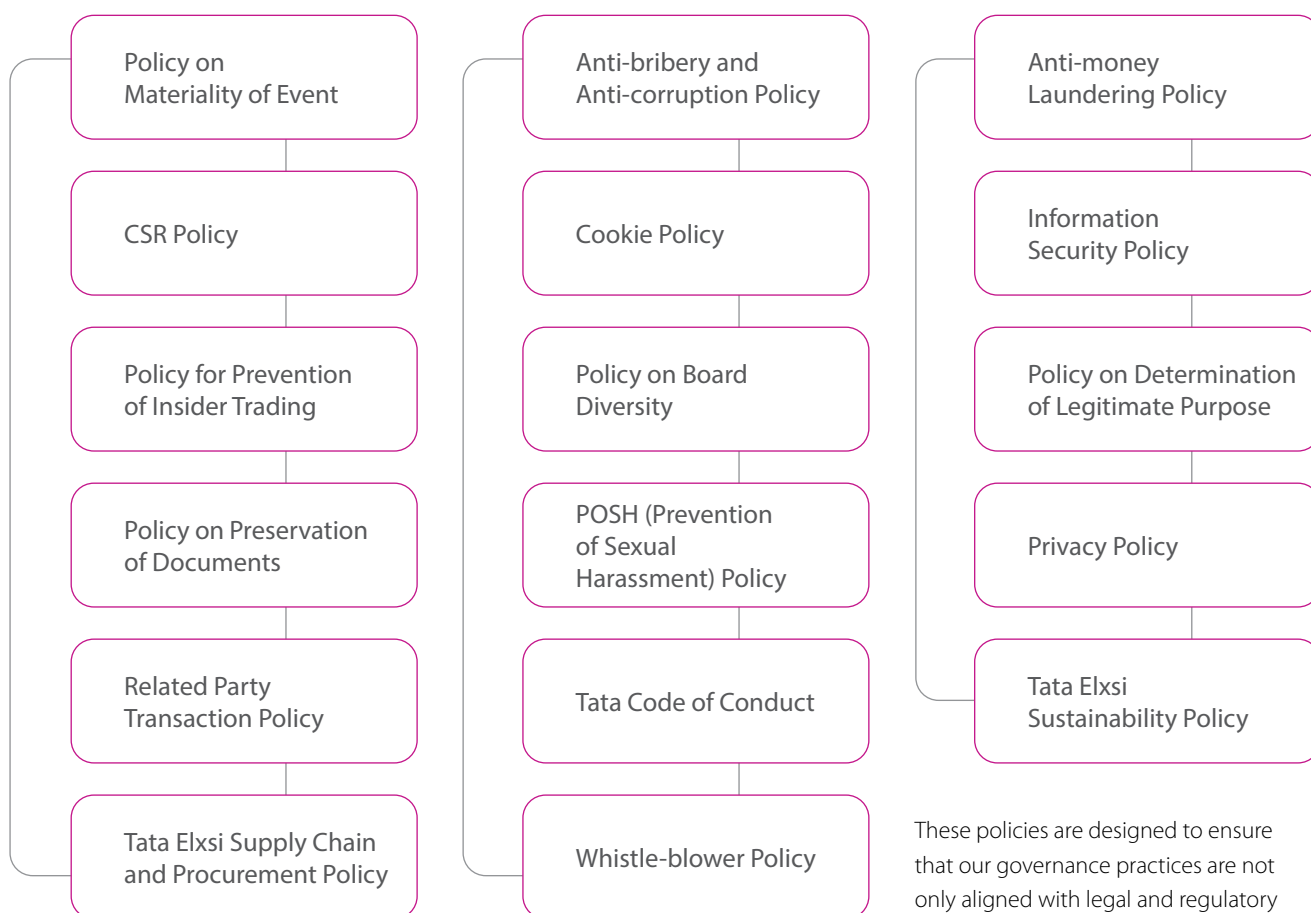 Policy on
Materiality of Event
CSR Policy
Policy for Prevention
of Insider Trading
Policy on Preservation
of Documents
Related Party
Transaction Policy
Tata Elxsi Supply Chain
and Procurement Policy
Anti-bribery and
Anti-corruption Policy
Cookie Policy
Policy on Board
Diversity
POSH (Prevention
of Sexual
Harassment) Policy
Tata Code of Conduct
Whistle-blower Policy
Anti-money
Laundering Policy
Information
Security Policy
Policy on Determination
of Legitimate Purpose
Privacy Policy
Tata Elxsi
Sustainability Policy
These policies are designed to ensure
that our governance practices are not
only aligned with legal and regulatory